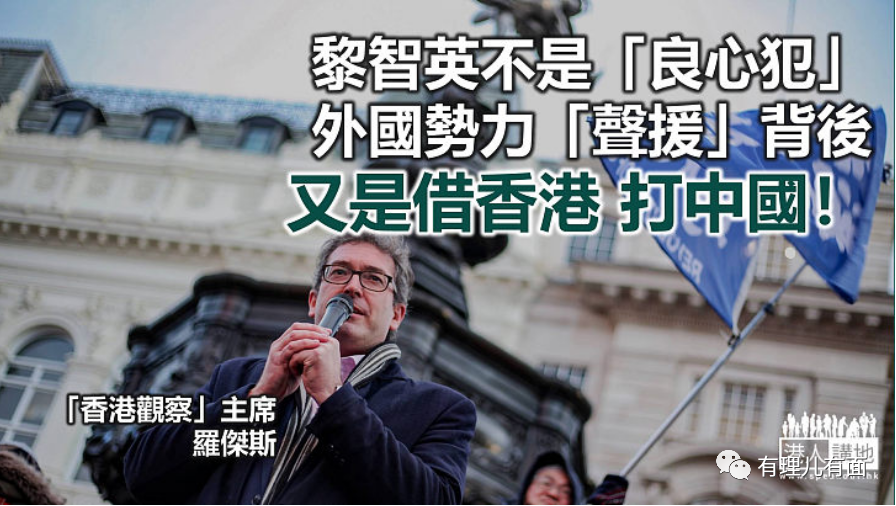 黎智英不是「良心犯」
外國勢力「聲援」背後
又是借香港 打中國!
「香港觀察」主席
羅傑斯
港人講地
有理儿有面